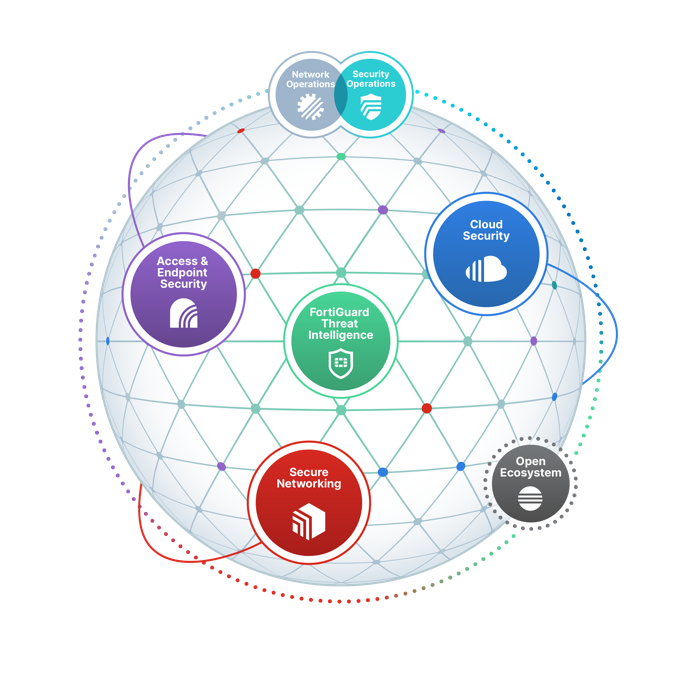 Network
Operations
Security
Operations
Cloud
Security
Access &
Endpoint
Security
FortiGuard
Threat
Intelligence
Open
Ecosystem
Secure
Networking